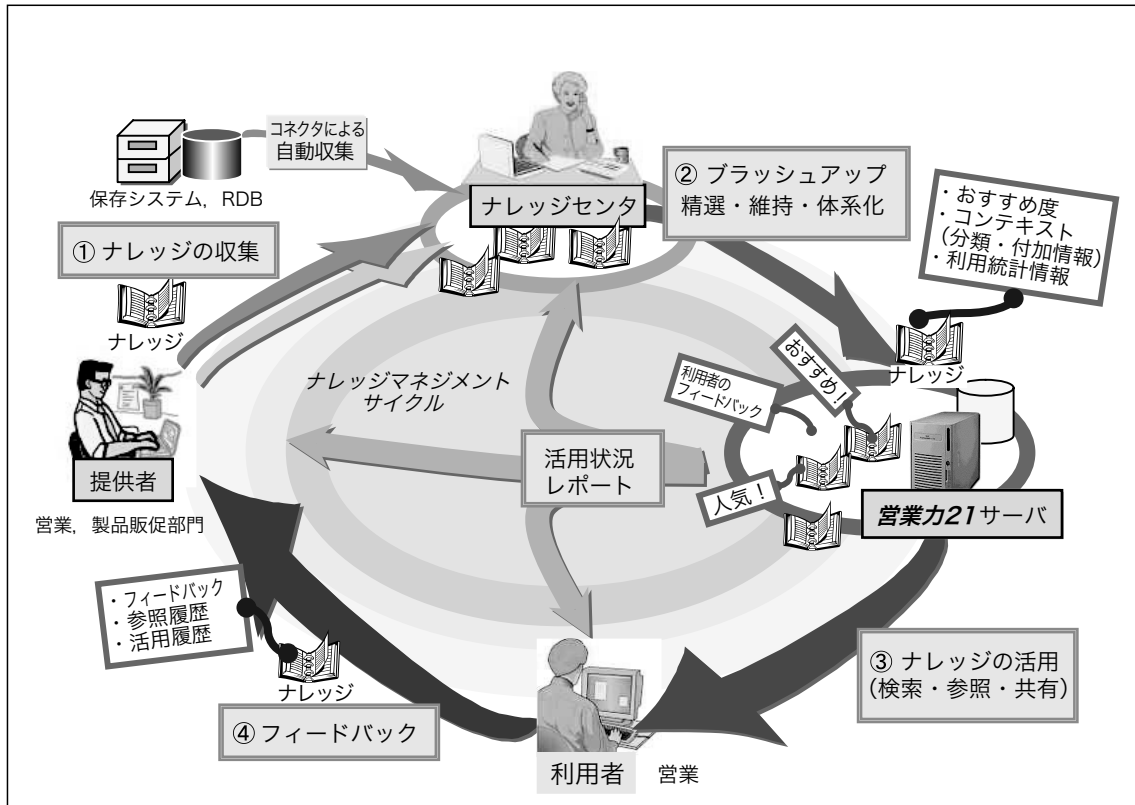 コネクタによる
自動収集
保存システム，RDB
① ナレッジの収集
ナレッジ
ナレッジセンタ
② ブラッシュアップ
精選・維持・体系化
・おすすめ度
・コンテキスト
(分類・付加情報)
・利用統計情報
ナレッジ
ナレッジマネジメント
サイクル
利用者の
フィードバック
おすすめ！
人気！
活用状況
レポート
提供者
営業，製品販促部門
営業力21サーバ
・フィードバック
・参照履歴
・活用履歴
ナレッジ
③ ナレッジの活用
(検索・参照・共有)
④ フィードバック
利用者
営業